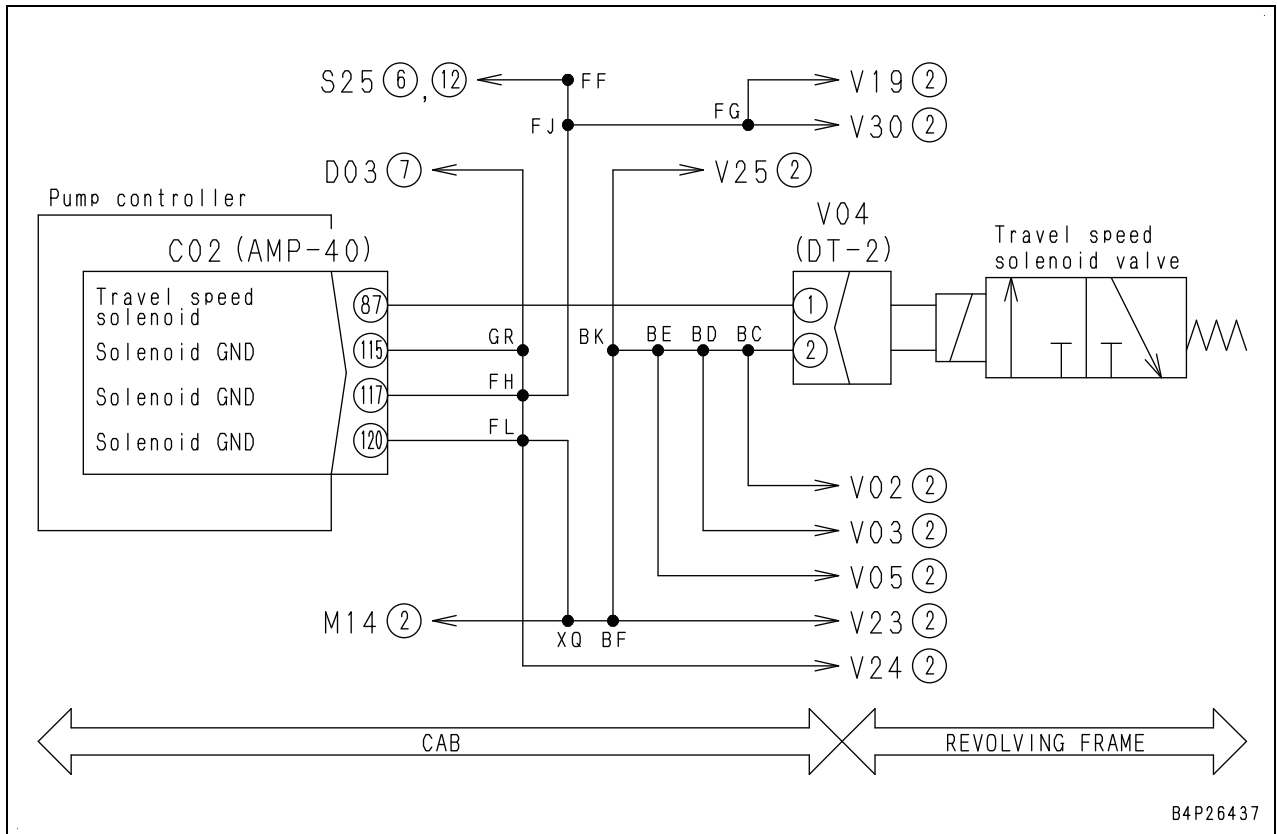 S25 ⑥,⑫
FF
V19 ②
FJ
FG
V30 ②
D03 ⑦
V25 ②
Pump controller
V04
(DT-2)
C02 (AMP-40)
Travel speed
solenoid valve
Travel speed
solenoid
87
1
Solenoid GND
115
GR
BK
BE
BD
BC
2
Solenoid GND
117
FH
Solenoid GND
120
FL
V02 ②
V03 ②
V05 ②
M14 ②
XQ
BF
V23 ②
V24 ②
CAB
REVOLVING FRAME
B4P26437